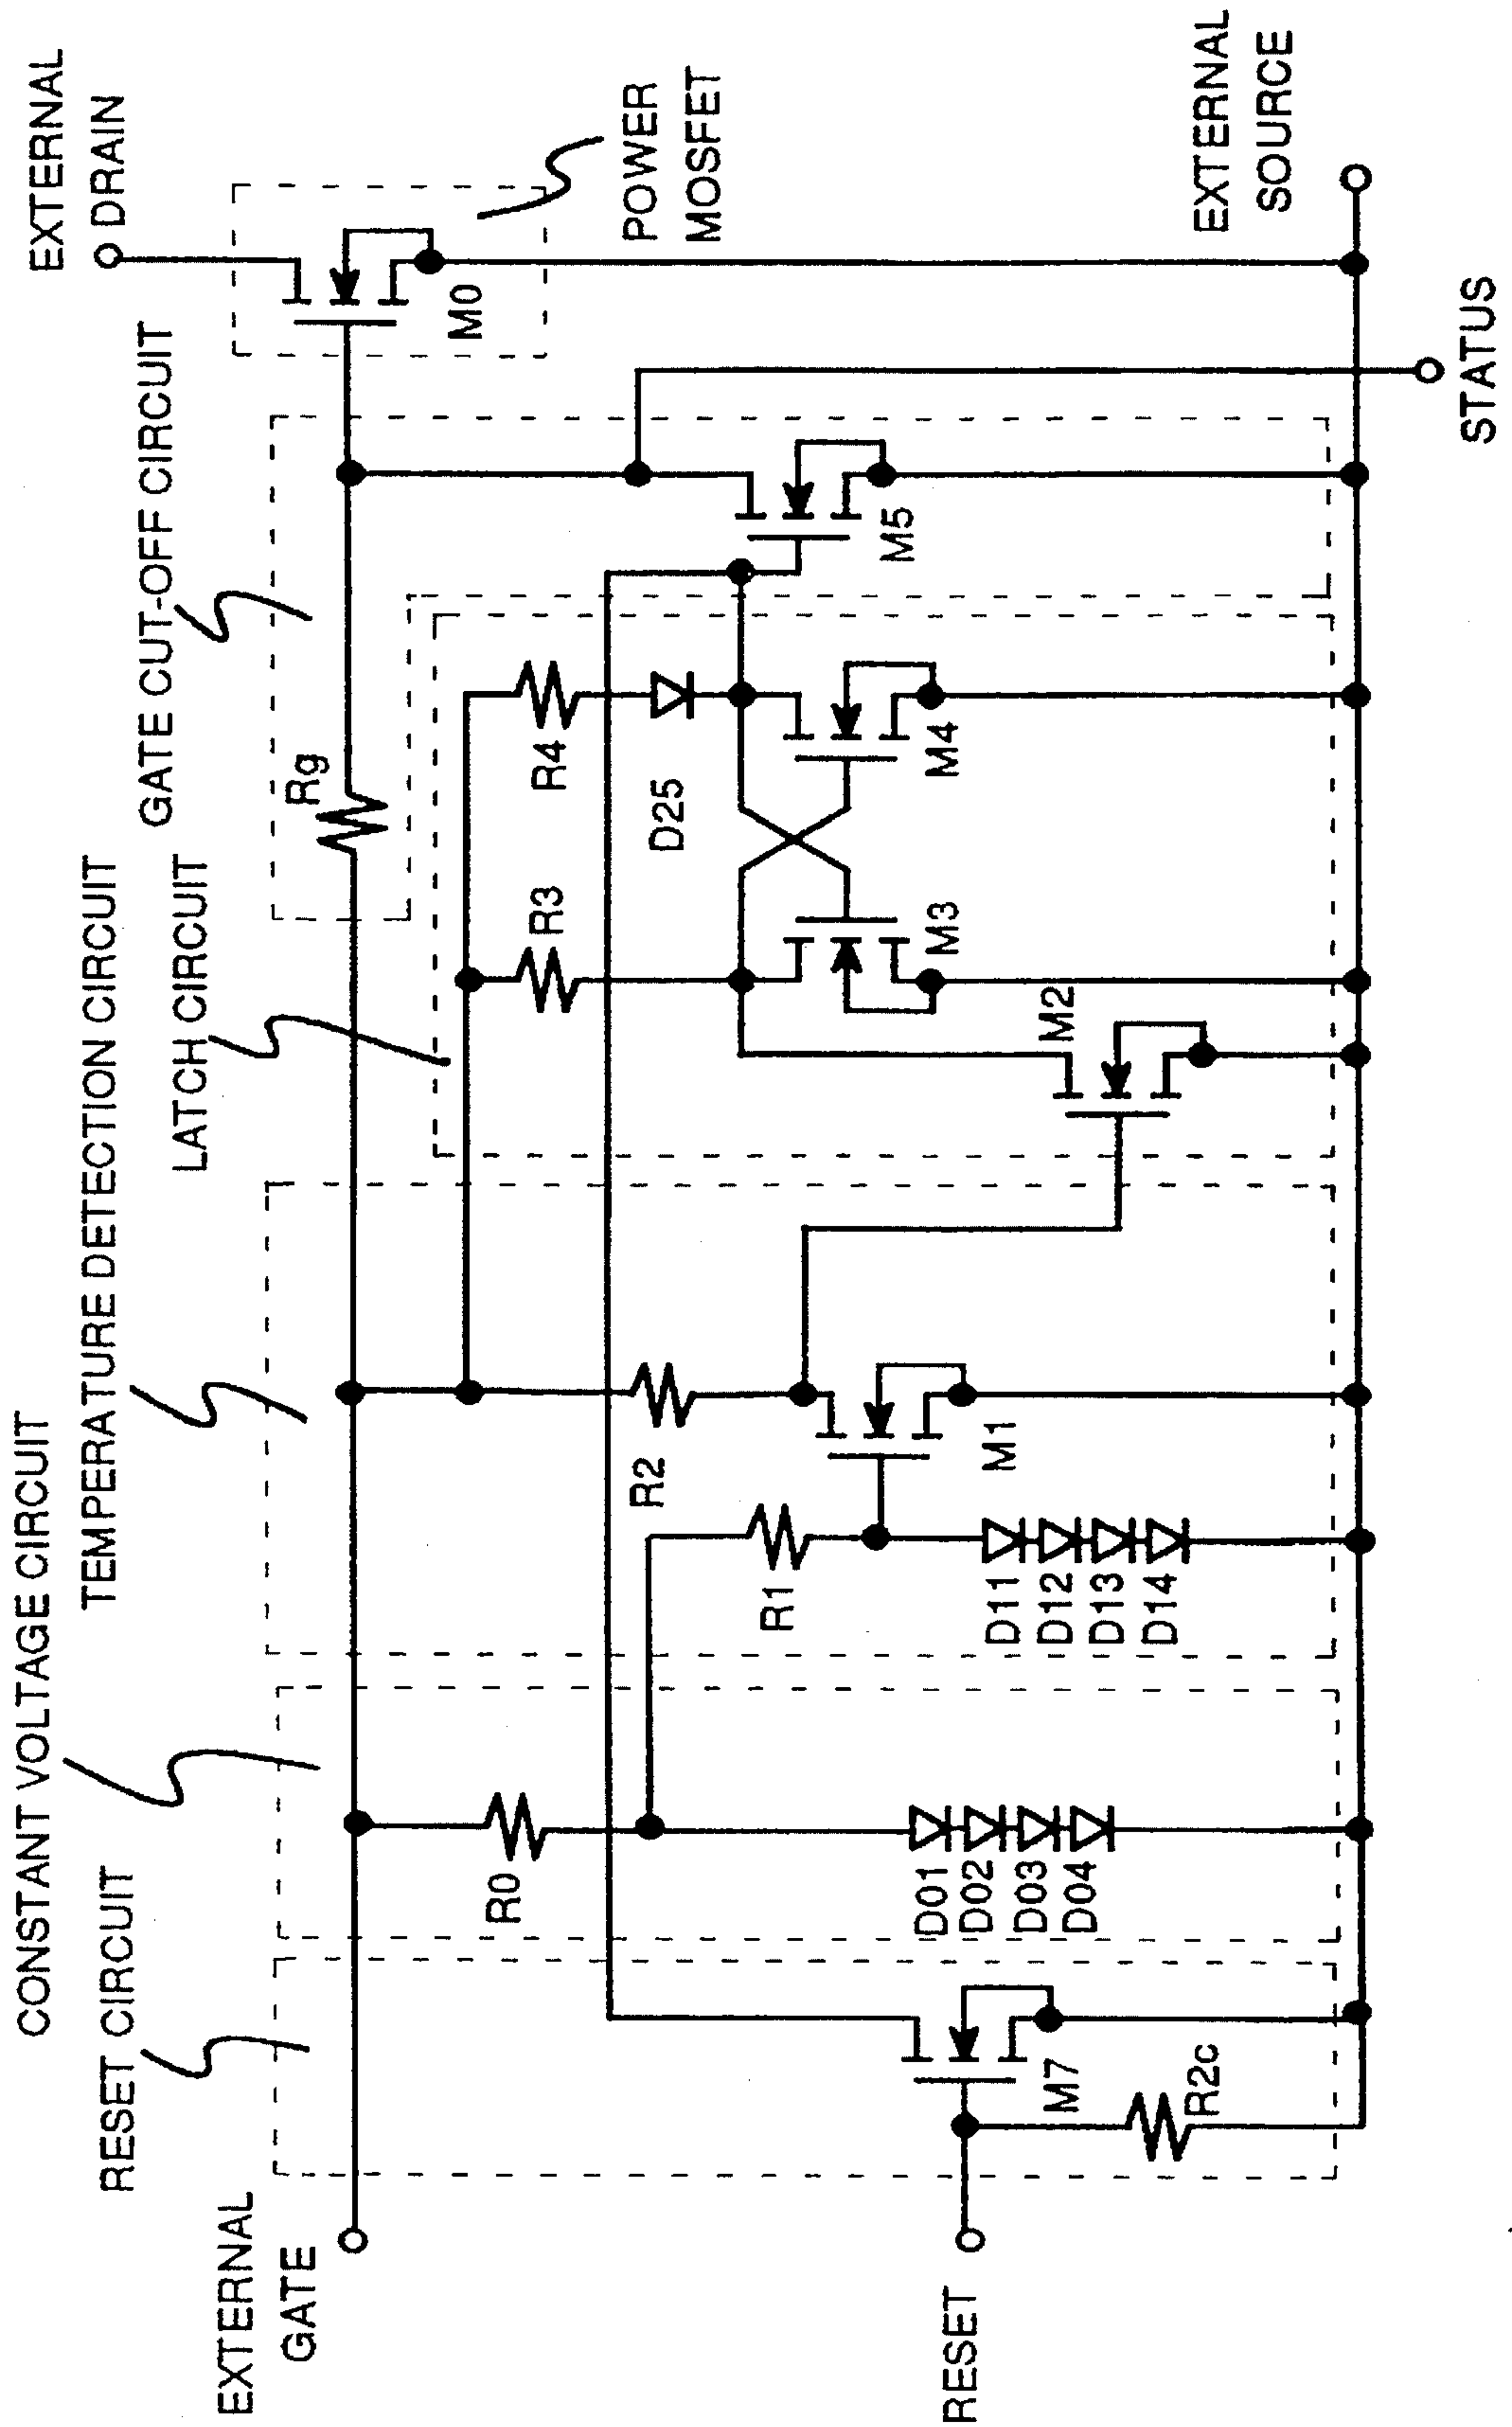 EXTERNAL
DRAIN
POWER
MOSFET
EXTERNAL
SOURCE
STATUS
GATE CUT-OFF CIRCUIT
LATCH CIRCUIT
TEMPERATURE DETECTION CIRCUIT
CONSTANT VOLTAGE CIRCUIT
RESET CIRCUIT
EXTERNAL
GATE
RESET
Rg
M0
M5
R4
D25
M4
R3
M3
M2
R2
M1
R1
D11
D12
D13
D14
R0
D01
D02
D03
D04
M7
R2c